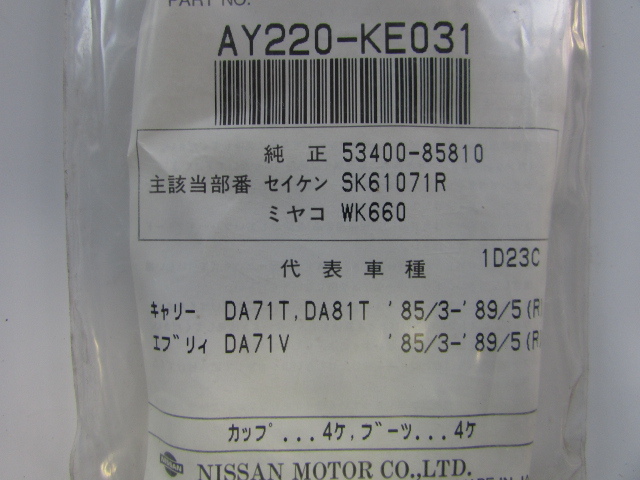 PART NO.
AY220-KE031
純正 53400-85810
主該当部番 セイケン SK61071R
ミヤコ WK660
代表車種 1D23C
キャリー DA71T,DA81T '85/3-'89/5(R
エブリィ DA71V '85/3-'89/5(R
カップ...4ケ,ブーツ...4ケ
NISSAN NISSAN MOTOR CO.,LTD.